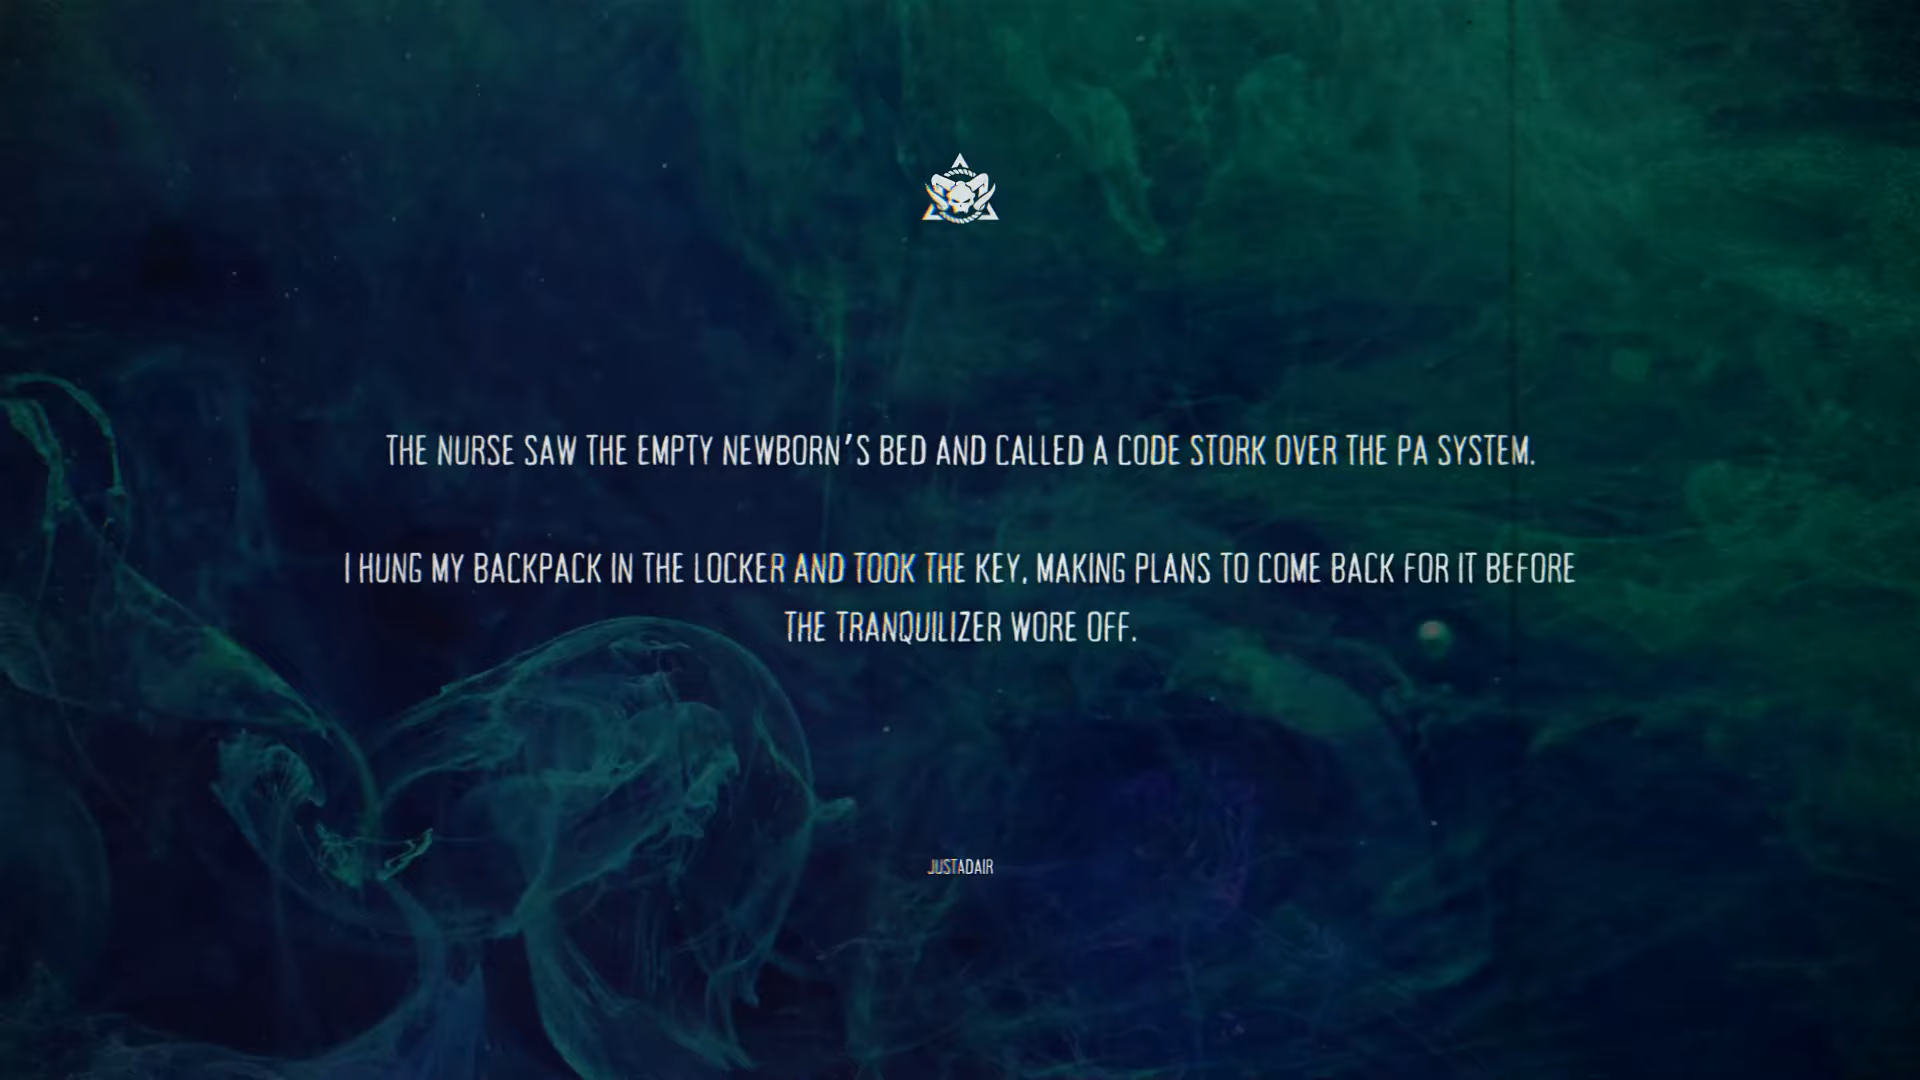 THE NURSE SAW THE EMPTY NEWBORN'S BED AND CALLED A CODE STORK OVER THE PA SYSTEM.
I HUNG MY BACKPACK IN THE LOCKER AND TOOK THE KEY, MAKING PLANS TO COME BACK FOR IT BEFORE
THE TRANQUILIZER WORE OFF.
JUSTADAIR